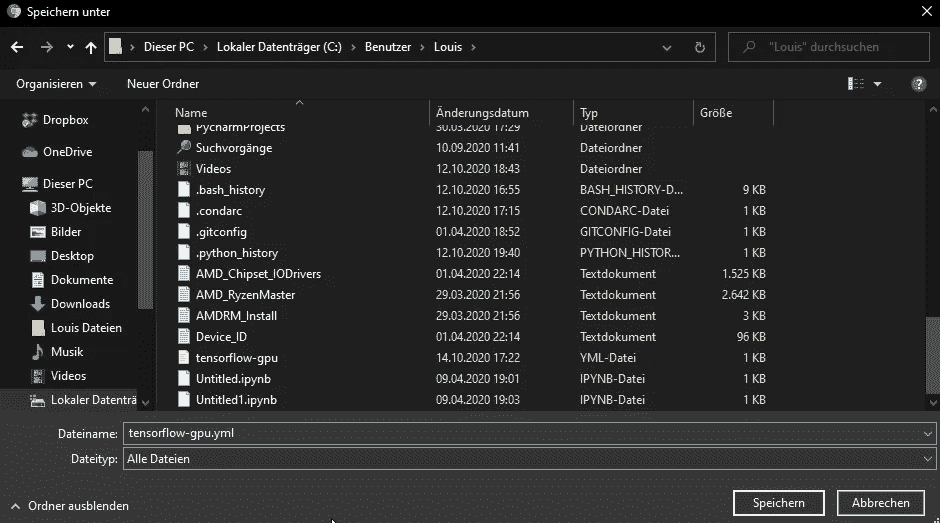 Speichern unter
Dieser PC › Lokaler Datenträger (C:) › Benutzer › Louis ›
"Louis" durchsuchen
Organisieren
Neuer Ordner
Dropbox
OneDrive
Dieser PC
3D-Objekte
Bilder
Desktop
Dokumente
Downloads
Louis Dateien
Musik
Videos
Lokaler Datenträ
Name Änderungsdatum Typ Größe
PycharmProjects 30.03.2020 17:29 Dateiordner
Suchvorgänge 10.09.2020 11:41 Dateiordner
Videos 12.10.2020 18:43 Dateiordner
.bash_history 12.10.2020 16:55 BASH_HISTORY-D... 9 KB
.condarc 12.10.2020 17:15 CONDARC-Datei 1 KB
.gitconfig 01.04.2020 18:52 GITCONFIG-Datei 1 KB
.python_history 12.10.2020 19:40 PYTHON_HISTOR... 1 KB
AMD_Chipset_IODrivers 01.04.2020 22:14 Textdokument 1.525 KB
AMD_RyzenMaster 29.03.2020 21:56 Textdokument 2.642 KB
AMDRM_Install 29.03.2020 21:56 Textdokument 3 KB
Device_ID 01.04.2020 22:14 Textdokument 96 KB
tensorflow-gpu 14.10.2020 17:22 YML-Datei 1 KB
Untitled.ipynb 09.04.2020 19:01 IPYNB-Datei 1 KB
Untitled1.ipynb 09.04.2020 19:03 IPYNB-Datei 1 KB
Dateiname: tensorflow-gpu.yml
Dateityp: Alle Dateien
Ordner ausblenden
Speichern
Abbrechen